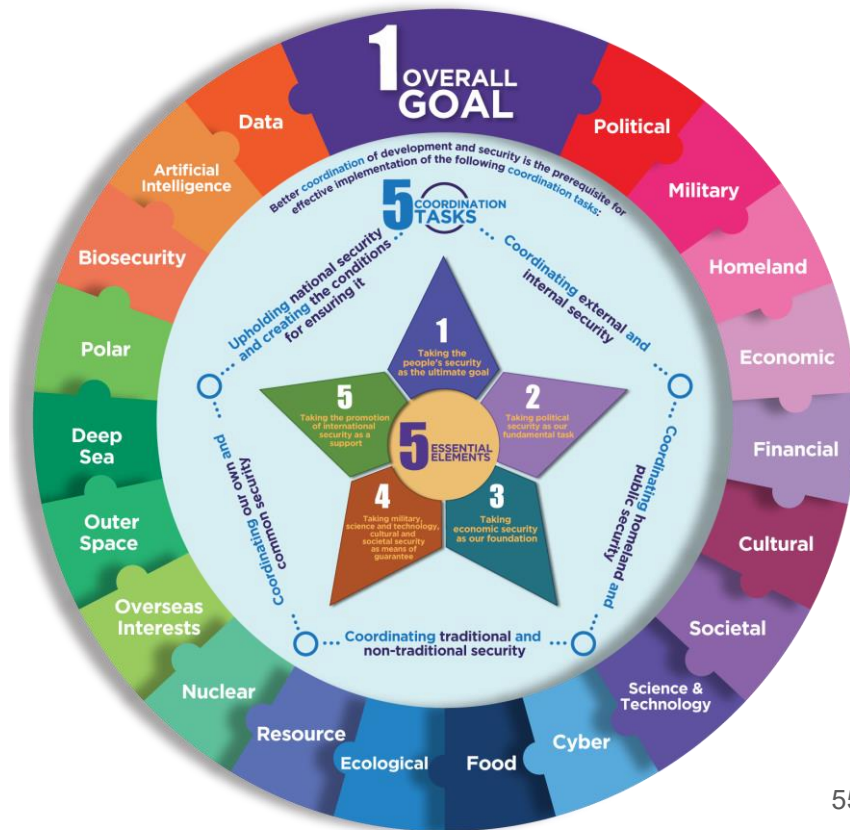 1 OVERALL
GOAL
Political
Military
Homeland
Economic
Financial
Cultural
Societal
Science &
Technology
Cyber
Food
Ecological
Resource
Nuclear
Overseas
Interests
Outer
Space
Deep
Sea
Polar
Biosecurity
Artificial
Intelligence
Data
Better coordination of development and security is the prerequisite for
effective implementation of the following coordination tasks:
5 COORDINATION
TASKS
Coordinating external and
internal security
Coordinating homeland and
public security
Coordinating traditional and
non-traditional security
Coordinating our own and
common security
Upholding national security
and creating the conditions
for ensuring it
1
Taking the
people's security
as the ultimate goal
2
Taking political
security as our
fundamental task
3
Taking
economic security
as our foundation
4
Taking military,
science and technology,
cultural and
societal security
as means of
guarantee
5
Taking the promotion
of international
security as a
support
5 ESSENTIAL
ELEMENTS
55